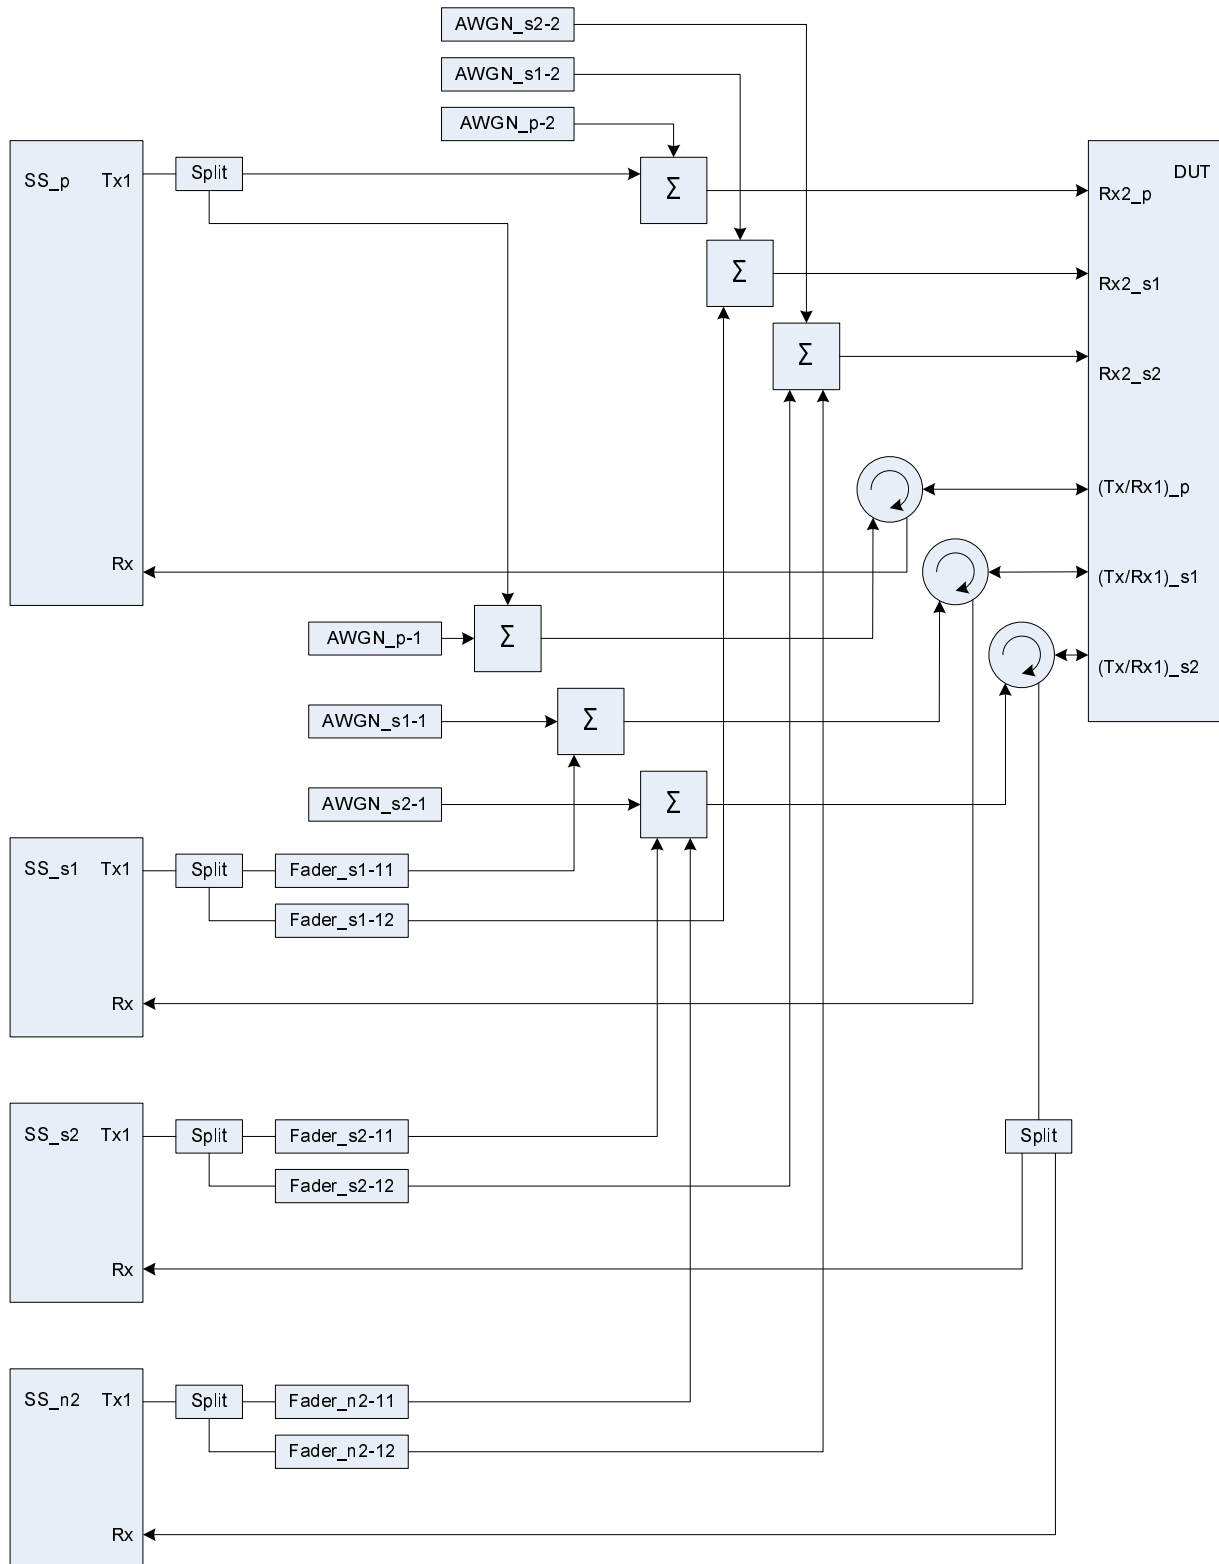 AWGN_s2-2
AWGN_s1-2
AWGN_p-2
SS_p Tx1
Split
Σ
DUT
Rx2_p
Σ
Rx2_s1
Σ
Rx2_s2
(Tx/Rx1)_p
Rx
(Tx/Rx1)_s1
AWGN_p-1
Σ
(Tx/Rx1)_s2
AWGN_s1-1
Σ
AWGN_s2-1
Σ
SS_s1 Tx1
Split
Fader_s1-11
Fader_s1-12
Rx
SS_s2 Tx1
Split
Fader_s2-11
Split
Fader_s2-12
Rx
SS_n2 Tx1
Split
Fader_n2-11
Fader_n2-12
Rx